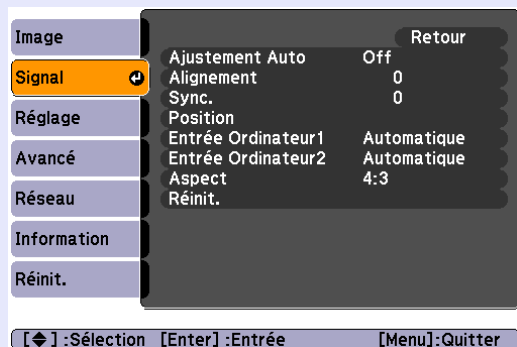 Image
Signal
Réglage
Avancé
Réseau
Information
Réinit.
Retour
Ajustement Auto Off
Alignement 0
Sync. 0
Position
Entrée Ordinateur1 Automatique
Entrée Ordinateur2 Automatique
Aspect 4:3
Réinit.
[◆] :Sélection [Enter] :Entrée [Menu]:Quitter